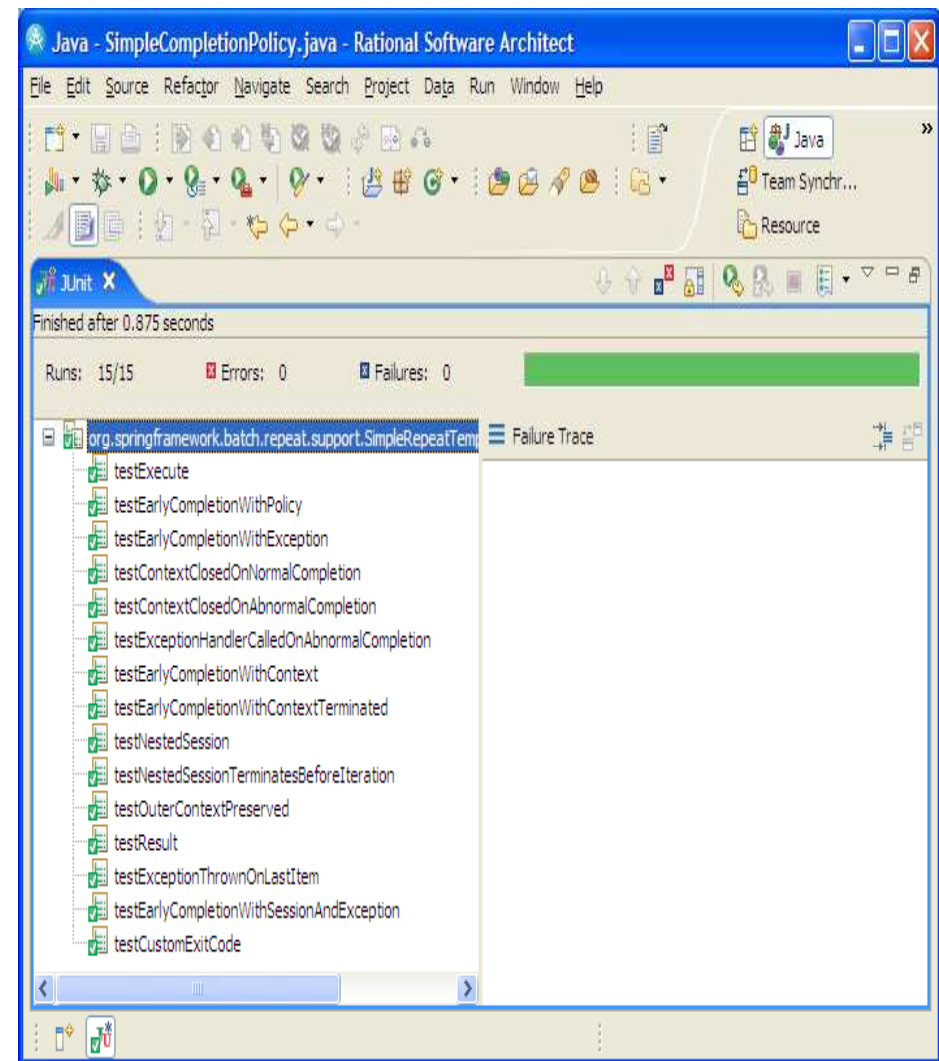 Java - SimpleCompletionPolicy.java - Rational Software Architect
File Edit Source Refactor Navigate Search Project Data Run Window Help
Java
Team Synchr...
Resource
JUnit
Finished after 0.875 seconds
Runs: 15/15 Errors: 0 Failures: 0
org.springframework.batch.repeat.support.SimpleRepeatTemp
Failure Trace
testExecute
testEarlyCompletionWithPolicy
testEarlyCompletionWithException
testContextClosedOnNormalCompletion
testContextClosedOnAbnormalCompletion
testExceptionHandlerCalledOnAbnormalCompletion
testEarlyCompletionWithContext
testEarlyCompletionWithContextTerminated
testNestedSession
testNestedSessionTerminatesBeforeIteration
testOuterContextPreserved
testResult
testExceptionThrownOnLastItem
testEarlyCompletionWithSessionAndException
testCustomExitCode